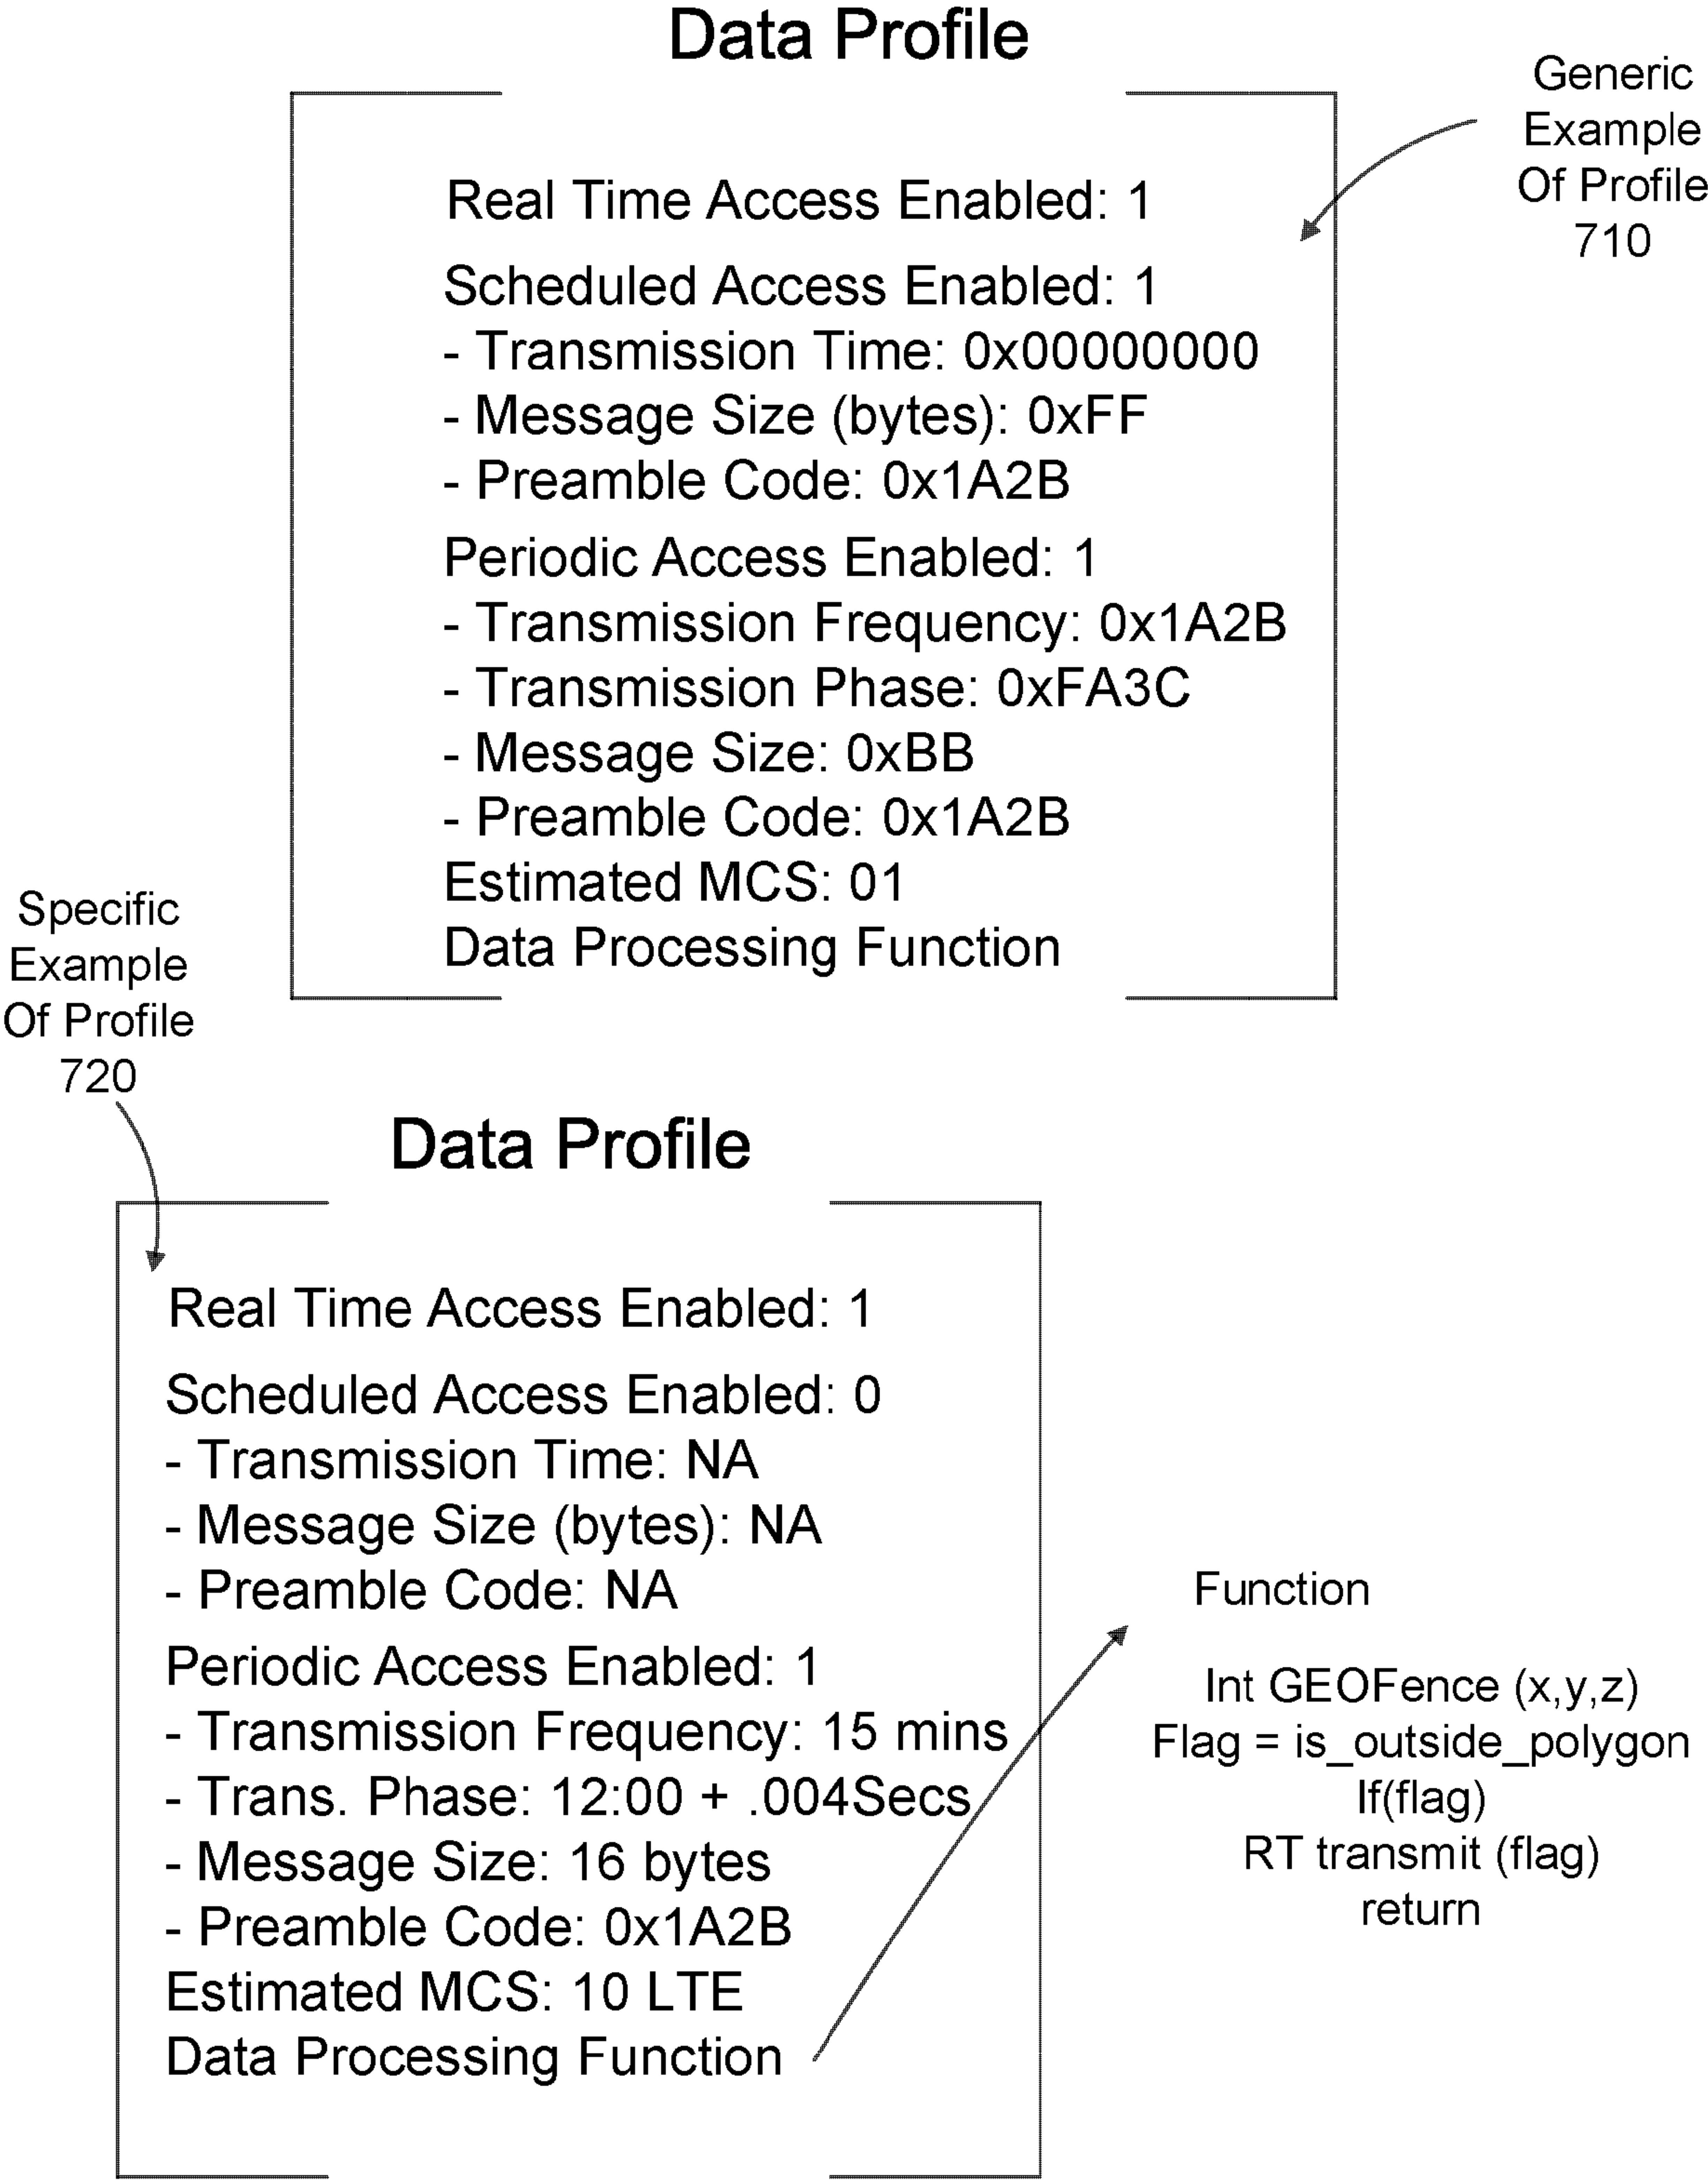 Data Profile
Generic
Example
Of Profile
710
Real Time Access Enabled: 1
Scheduled Access Enabled: 1
- Transmission Time: 0x00000000
- Message Size (bytes): 0xFF
- Preamble Code: 0x1A2B
Periodic Access Enabled: 1
- Transmission Frequency: 0x1A2B
- Transmission Phase: 0xFA3C
- Message Size: 0xBB
- Preamble Code: 0x1A2B
Estimated MCS: 01
Data Processing Function
Specific
Example
Of Profile
720
Data Profile
Real Time Access Enabled: 1
Scheduled Access Enabled: 0
- Transmission Time: NA
- Message Size (bytes): NA
- Preamble Code: NA
Periodic Access Enabled: 1
- Transmission Frequency: 15 mins
- Trans. Phase: 12:00 + .004Secs
- Message Size: 16 bytes
- Preamble Code: 0x1A2B
Estimated MCS: 10 LTE
Data Processing Function
Function
Int GEOFence (x,y,z)
Flag = is_outside_polygon
If(flag)
RT transmit (flag)
return